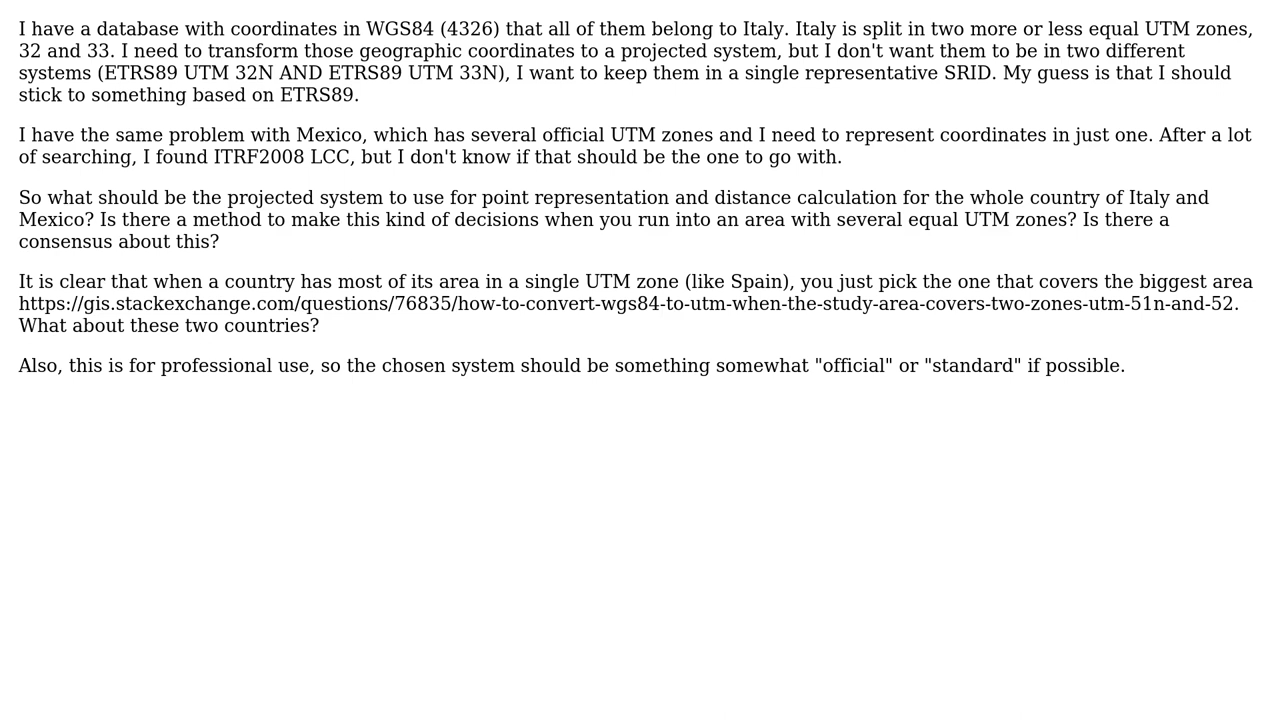 I have a database with coordinates in WGS84 (4326) that all of them belong to Italy. Italy is split in two more or less equal UTM zones,
32 and 33. I need to transform those geographic coordinates to a projected system, but I don't want them to be in two different
systems (ETRS89 UTM 32N AND ETRS89 UTM 33N), I want to keep them in a single representative SRID. My guess is that I should
stick to something based on ETRS89.
I have the same problem with Mexico, which has several official UTM zones and I need to represent coordinates in just one. After a lot
of searching, I found ITRF2008 LCC, but I don't know if that should be the one to go with.
So what should be the projected system to use for point representation and distance calculation for the whole country of Italy and
Mexico? Is there a method to make this kind of decisions when you run into an area with several equal UTM zones? Is there a
consensus about this?
It is clear that when a country has most of its area in a single UTM zone (like Spain), you just pick the one that covers the biggest area
https://gis.stackexchange.com/questions/76835/how-to-convert-wgs84-to-utm-when-the-study-area-covers-two-zones-utm-51n-and-52.
What about these two countries?
Also, this is for professional use, so the chosen system should be something somewhat "official" or "standard" if possible.